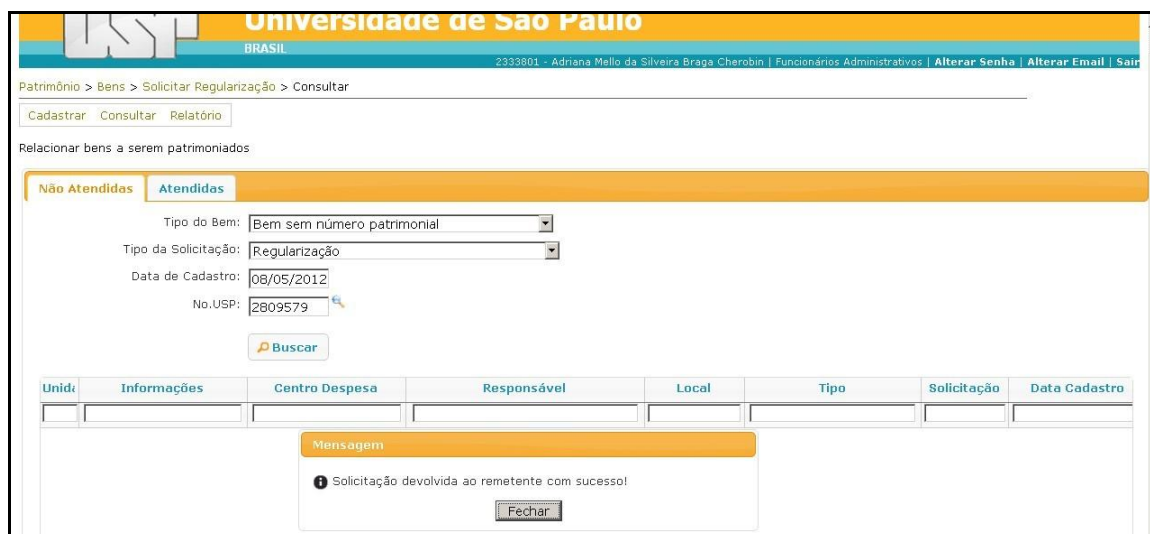 USP
Universidade de São Paulo
BRASIL
2333801 - Adriana Mello da Silveira Braga Cherobin | Funcionários Administrativos | Alterar Senha | Alterar Email | Sair
Patrimônio > Bens > Solicitar Regularização > Consultar
Cadastrar Consultar Relatório
Relacionar bens a serem patrimoniados
Não Atendidas Atendidas
Tipo do Bem: Bem sem número patrimonial
Tipo da Solicitação: Regularização
Data de Cadastro: 08/05/2012
No.USP: 2809579
Buscar
Unida Informações Centro Despesa Responsável Local Tipo Solicitação Data Cadastro
Mensagem
Solicitação devolvida ao remetente com sucesso!
Fechar